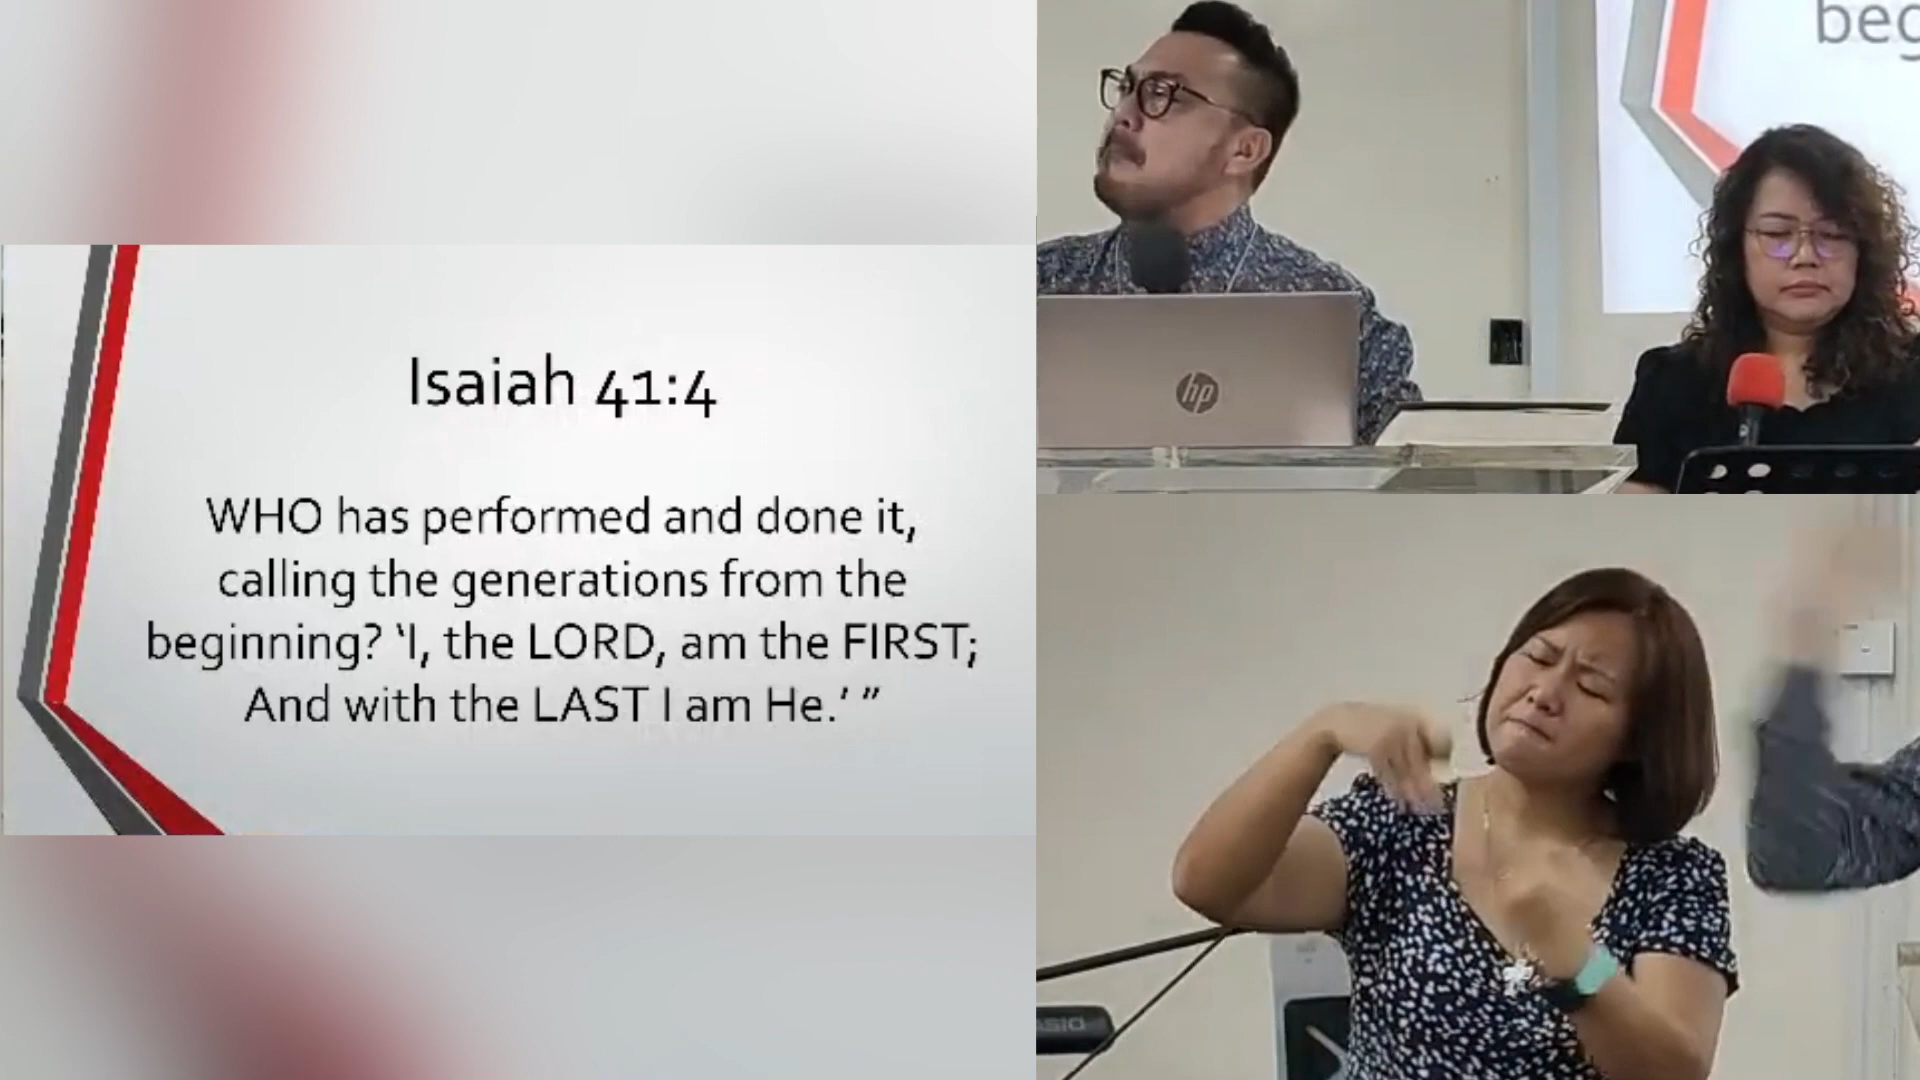 Isaiah 41:4
WHO has performed and done it,
calling the generations from the
beginning? ‘I, the LORD, am the FIRST;
And with the LAST I am He.’ ”
beg
hp
ASIO